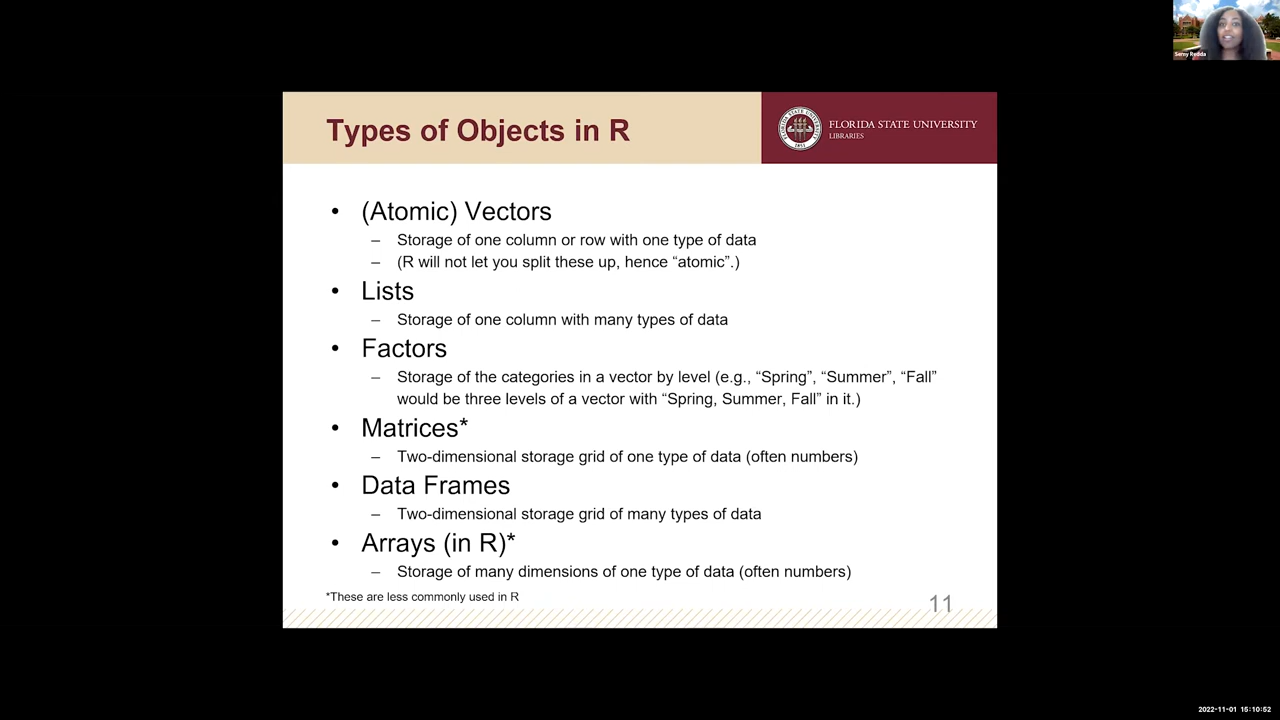 Samy Redda
Types of Objects in R
FLORIDA STATE UNIVERSITY
LIBRARIES
• (Atomic) Vectors
– Storage of one column or row with one type of data
– (R will not let you split these up, hence “atomic”.)
• Lists
– Storage of one column with many types of data
• Factors
– Storage of the categories in a vector by level (e.g., “Spring”, “Summer”, “Fall”
would be three levels of a vector with “Spring, Summer, Fall” in it.)
• Matrices*
– Two-dimensional storage grid of one type of data (often numbers)
• Data Frames
– Two-dimensional storage grid of many types of data
• Arrays (in R)*
– Storage of many dimensions of one type of data (often numbers)
*These are less commonly used in R
11
2022-11-01 15:10:52